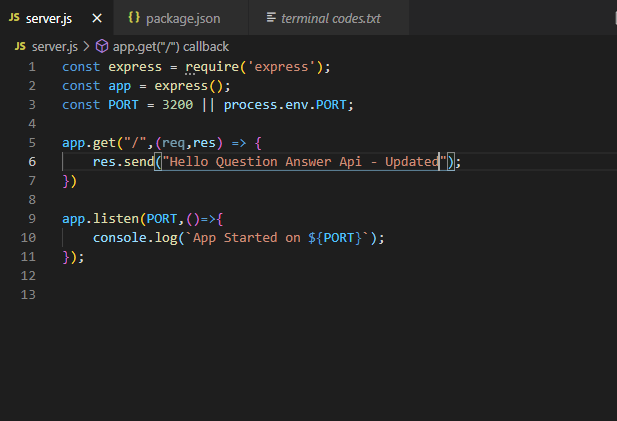 JS server.js × {} package.json terminal codes.txt
JS server.js > app.get("/") callback
1 const express = require('express');
2 const app = express();
3 const PORT = 3200 || process.env.PORT;
4
5 app.get("/",(req,res) => {
6 res.send("Hello Question Answer Api - Updated");
7 })
8
9 app.listen(PORT,()=>{
10 console.log(`App Started on ${PORT}`);
11 });
12
13